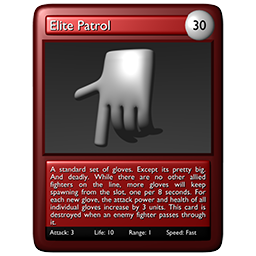 Elite Patrol 30
A standard set of gloves. Except its pretty big.
And deadly. While there are no other allied
fighters on the line, more gloves will keep
spawning from the slot, one per 8 seconds. For
each new glove, the attack power and health of all
individual gloves increase by 3 units. This card is
destroyed when an enemy fighter passes through
it.
Attack: 3 Life: 10 Range: 1 Speed: Fast